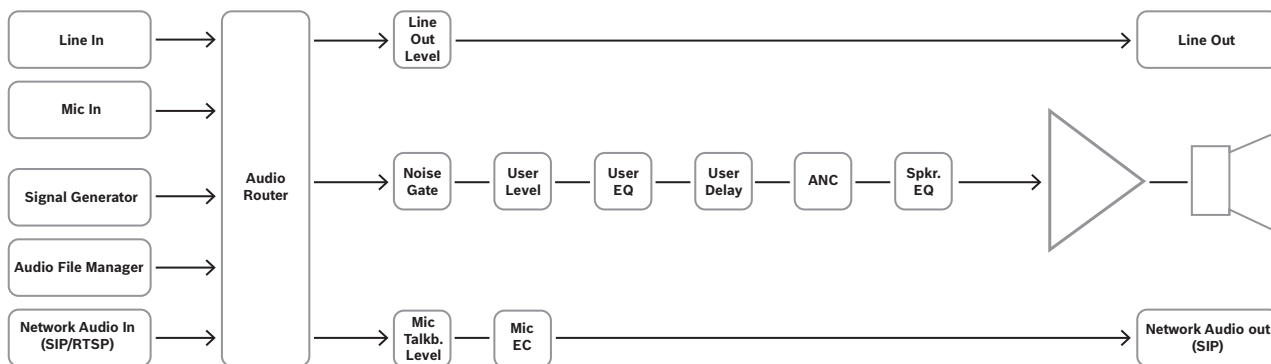 Line In
Mic In
Signal Generator
Audio File Manager
Network Audio In
(SIP/RTSP)
Audio
Router
Line
Out
Level
Noise
Gate
User
Level
User
EQ
User
Delay
ANC
Spkr.
EQ
Mic
Talkb.
Level
Mic
EC
Line Out
Network Audio out
(SIP)